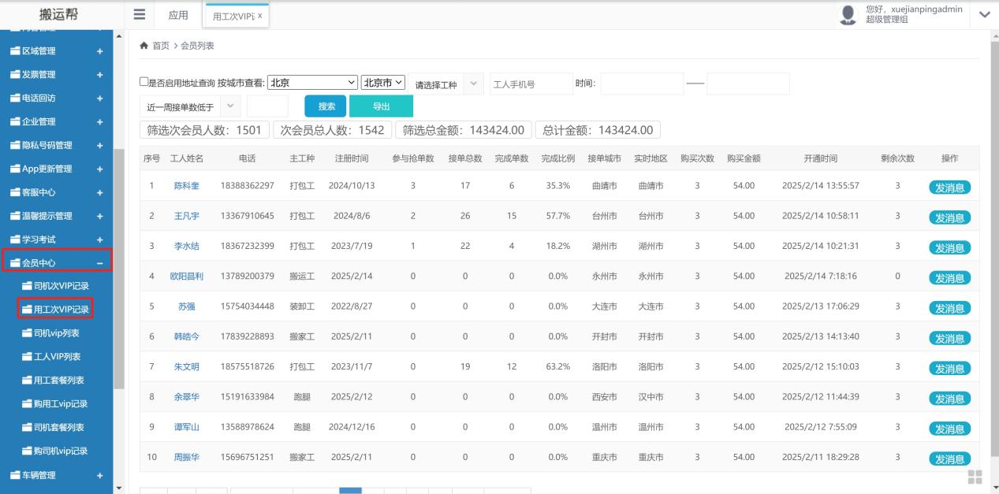 搬运帮
应用
用工次VIP记 x
您好，xuejianpingadmin
超级管理组
区域管理 +
发票管理 +
电话回访 +
企业管理 +
隐私号码管理 +
App更新管理 +
客服中心 +
温馨提示管理 +
学习考试 +
会员中心 −
司机次VIP记录
用工次VIP记录
司机vip列表
工人VIP列表
用工套餐列表
购用工vip记录
司机套餐列表
购司机vip记录
车辆管理 +
首页 > 会员列表
是否启用地址查询 按城市查看: 北京 北京市 请选择工种 工人手机号 时间: ——
近一周接单数低于 搜索 导出
筛选次会员人数：1501 次会员总人数：1542 筛选总金额：143424.00 总计金额：143424.00
序号 工人姓名 电话 主工种 注册时间 参与抢单数 接单总数 完成单数 完成比例 接单城市 实时地区 购买次数 购买金额 开通时间 剩余次数 操作
1 陈科奎 18388362297 打包工 2024/10/13 3 17 6 35.3% 曲靖市 曲靖市 3 54.00 2025/2/14 13:55:57 3 发消息
2 王凡宇 13367910645 打包工 2024/8/6 2 26 15 57.7% 台州市 台州市 3 54.00 2025/2/14 10:58:11 3 发消息
3 李水结 18367232399 打包工 2023/7/19 1 22 4 18.2% 湖州市 湖州市 3 54.00 2025/2/14 10:21:31 3 发消息
4 欧阳昌利 13789200379 搬运工 2025/2/14 0 0 0 0.0% 永州市 永州市 3 54.00 2025/2/14 7:18:16 0 发消息
5 苏强 15754034448 装卸工 2022/8/27 0 0 0 0.0% 大连市 大连市 3 54.00 2025/2/13 17:06:29 3 发消息
6 韩皓今 17839228893 搬家工 2025/2/11 0 0 0 0.0% 开封市 开封市 3 54.00 2025/2/13 14:13:40 3 发消息
7 朱文明 18575518726 打包工 2023/11/7 0 19 12 63.2% 洛阳市 洛阳市 3 54.00 2025/2/12 15:10:03 3 发消息
8 余翠华 15191633984 跑腿 2025/2/12 0 0 0 0.0% 西安市 汉中市 3 54.00 2025/2/12 11:44:39 3 发消息
9 谭军山 13588978624 跑腿 2024/12/16 0 0 0 0.0% 温州市 温州市 3 54.00 2025/2/12 7:55:09 3 发消息
10 周振华 15696751251 搬家工 2025/2/11 0 0 0 0.0% 重庆市 重庆市 3 54.00 2025/2/11 18:29:28 3 发消息